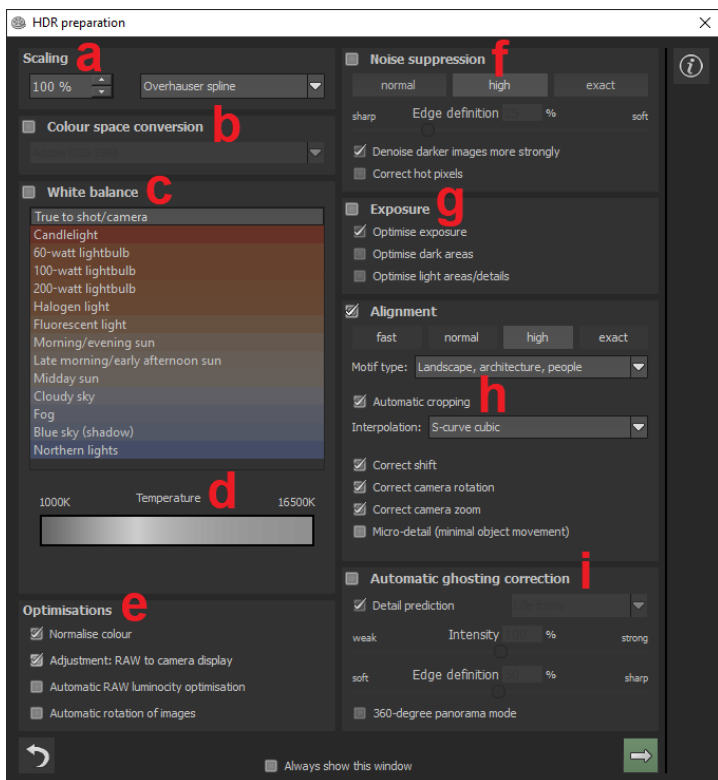 HDR preparation
Scaling a
100 % Overhauser spline
b
Colour space conversion
White balance c
True to shot/camera
Candlelight
60-watt lightbulb
100-watt lightbulb
200-watt lightbulb
Halogen light
Fluorescent light
Morning/evening sun
Late morning/early afternoon sun
Midday sun
Cloudy sky
Fog
Blue sky (shadow)
Northern lights
1000K Temperature d 16500K
Optimisations e
Normalise colour
Adjustment: RAW to camera display
Automatic RAW luminocity optimisation
Automatic rotation of images
Noise suppression f
normal high exact
sharp Edge definition % soft
Denoise darker images more strongly
Correct hot pixels
Exposure g
Optimise exposure
Optimise dark areas
Optimise light areas/details
Alignment
fast normal high exact
Motif type: Landscape, architecture, people
Automatic cropping h
Interpolation: S-curve cubic
Correct shift
Correct camera rotation
Correct camera zoom
Micro-detail (minimal object movement)
Automatic ghosting correction i
Detail prediction
weak Intensity 100 % strong
soft Edge definition % sharp
360-degree panorama mode
Always show this window